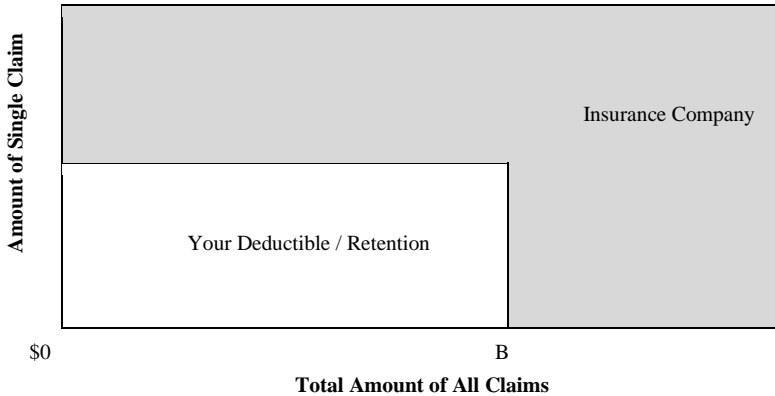 Amount of Single Claim
Insurance Company
Your Deductible / Retention
$0
B
Total Amount of All Claims